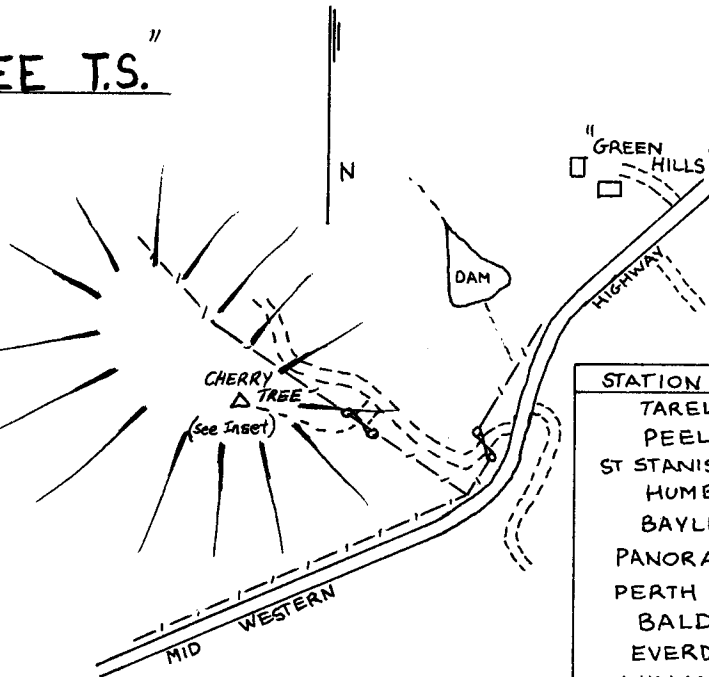 EE T.S."
N
"GREEN
HILLS
DAM
HIGHWAY
CHERRY
TREE
(See Inset)
MID WESTERN
STATION
TAREL
PEEL
ST STANIS
HUME
BAYL
PANORA
PERTH
BALD
EVERD